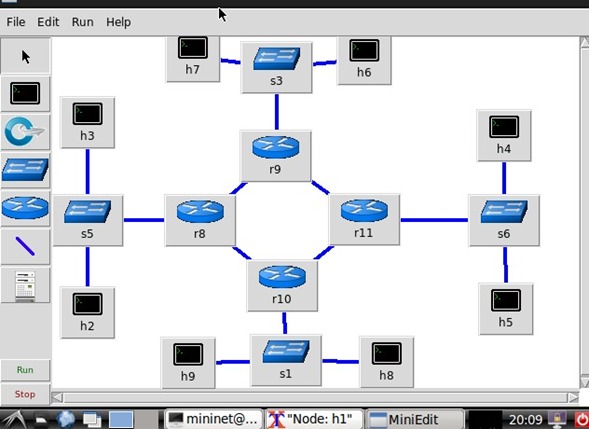 File Edit Run Help
h7
s3
h6
h3
r9
h4
s5
r8
r11
s6
r10
h2
h5
h9
s1
h8
Run
Stop
mininet@... "Node: h1" MiniEdit 20:09